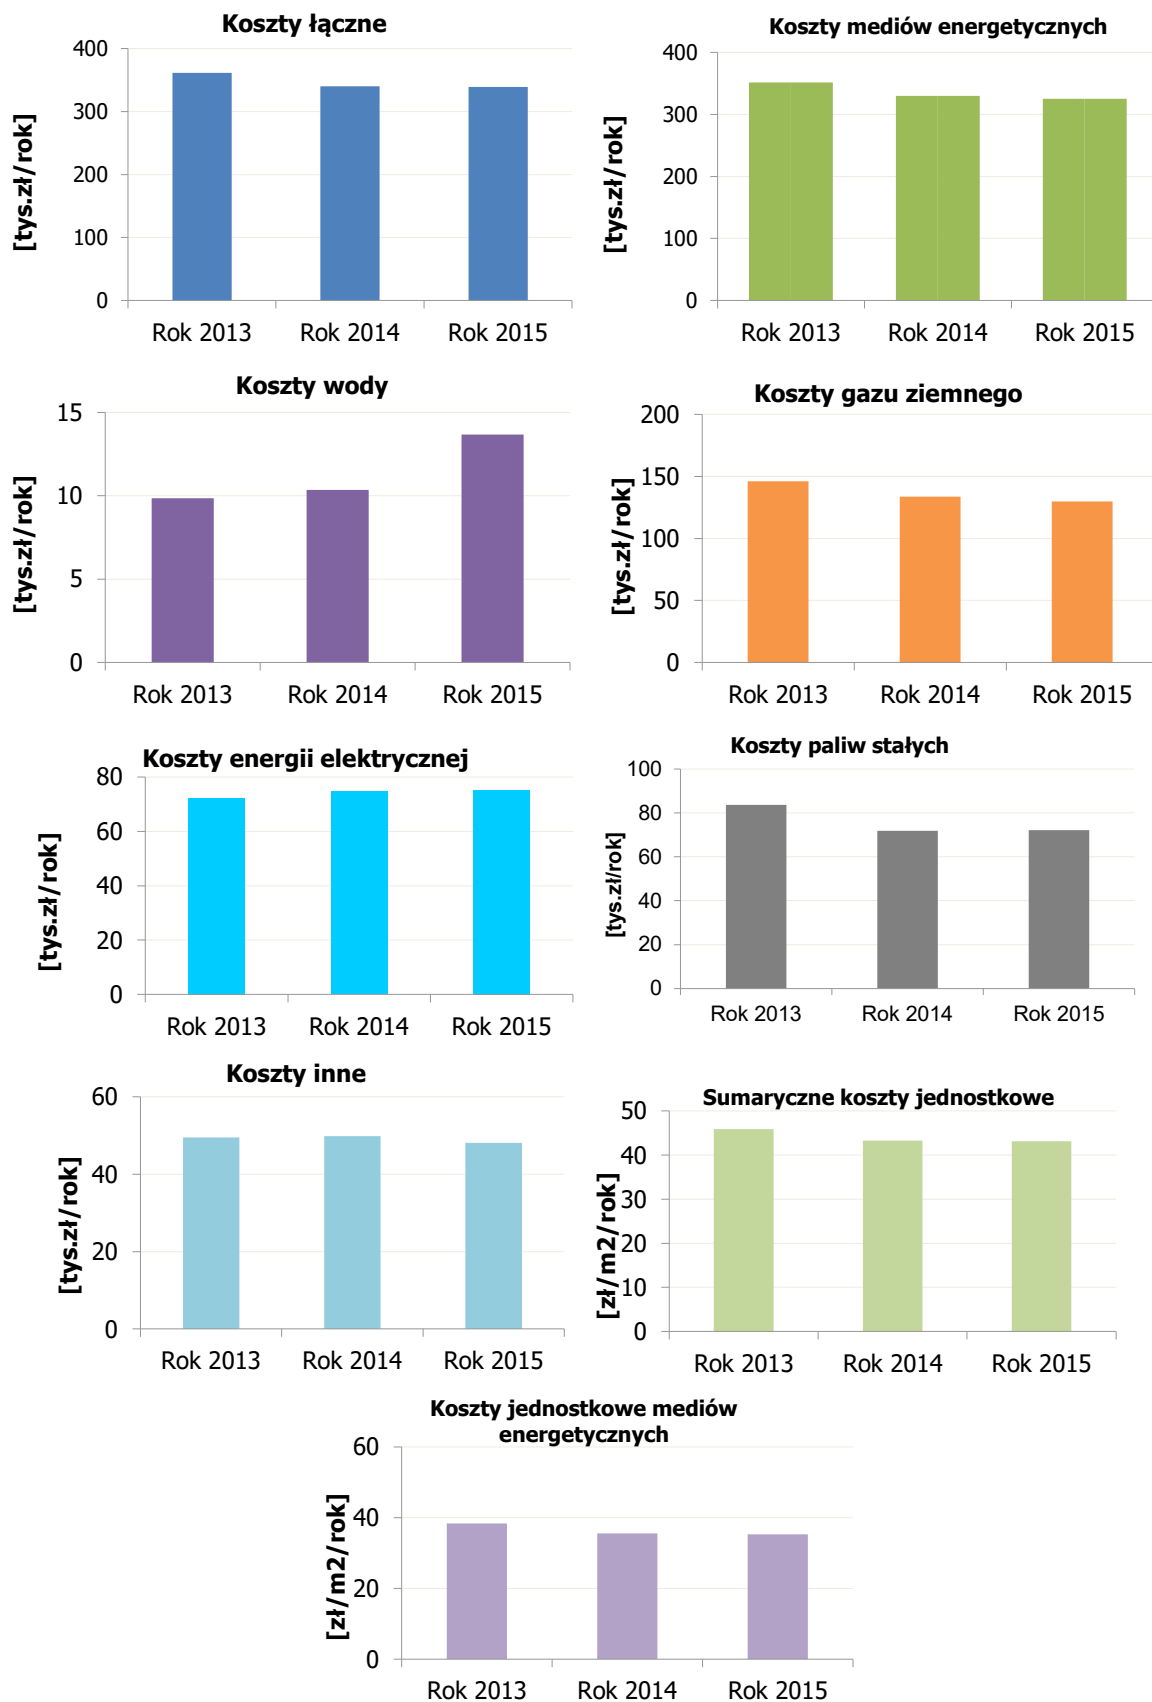 Koszty łączne
[tys.zł/rok]
400
300
200
100
0
Rok 2013 Rok 2014 Rok 2015
Koszty mediów energetycznych
[tys.zł/rok]
400
300
200
100
0
Rok 2013 Rok 2014 Rok 2015
Koszty wody
[tys.zł/rok]
15
10
5
0
Rok 2013 Rok 2014 Rok 2015
Koszty gazu ziemnego
[tys.zł/rok]
200
150
100
50
0
Rok 2013 Rok 2014 Rok 2015
Koszty energii elektrycznej
[tys.zł/rok]
80
60
40
20
0
Rok 2013 Rok 2014 Rok 2015
Koszty paliw stałych
[tys.zł/rok]
100
80
60
40
20
0
Rok 2013 Rok 2014 Rok 2015
Koszty inne
[tys.zł/rok]
60
40
20
0
Rok 2013 Rok 2014 Rok 2015
Sumaryczne koszty jednostkowe
[zł/m2/rok]
50
40
30
20
10
0
Rok 2013 Rok 2014 Rok 2015
Koszty jednostkowe mediów
energetycznych
[zł/m2/rok]
60
40
20
0
Rok 2013 Rok 2014 Rok 2015